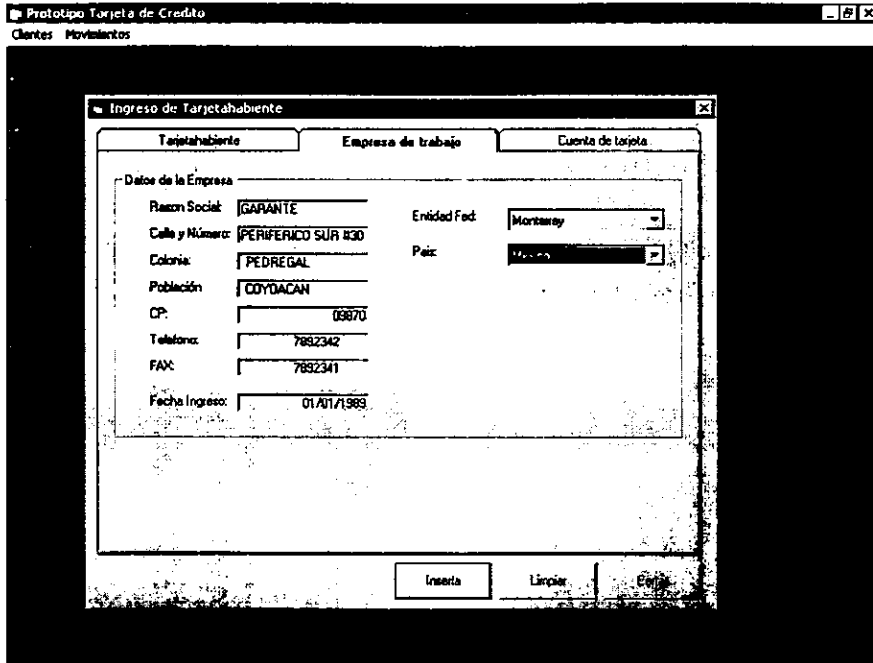 Prototipo Tarjeta de Credito
Clientes Movimientos
Ingreso de Tarjetahabiente
Tarjetahabiente Empresa de trabajo Cuenta de tarjeta
Datos de la Empresa
Razon Social: GARANTE
Calle y Número: PERIFERICO SUR #30
Colonia: PEDREGAL
Población COYOACAN
CP: 09870
Telefono: 7892342
FAX: 7892341
Fecha Ingreso: 01/01/1989
Entidad Fed: Monterrey
Pais: Mexico
Inserta Limpiar Cerrar